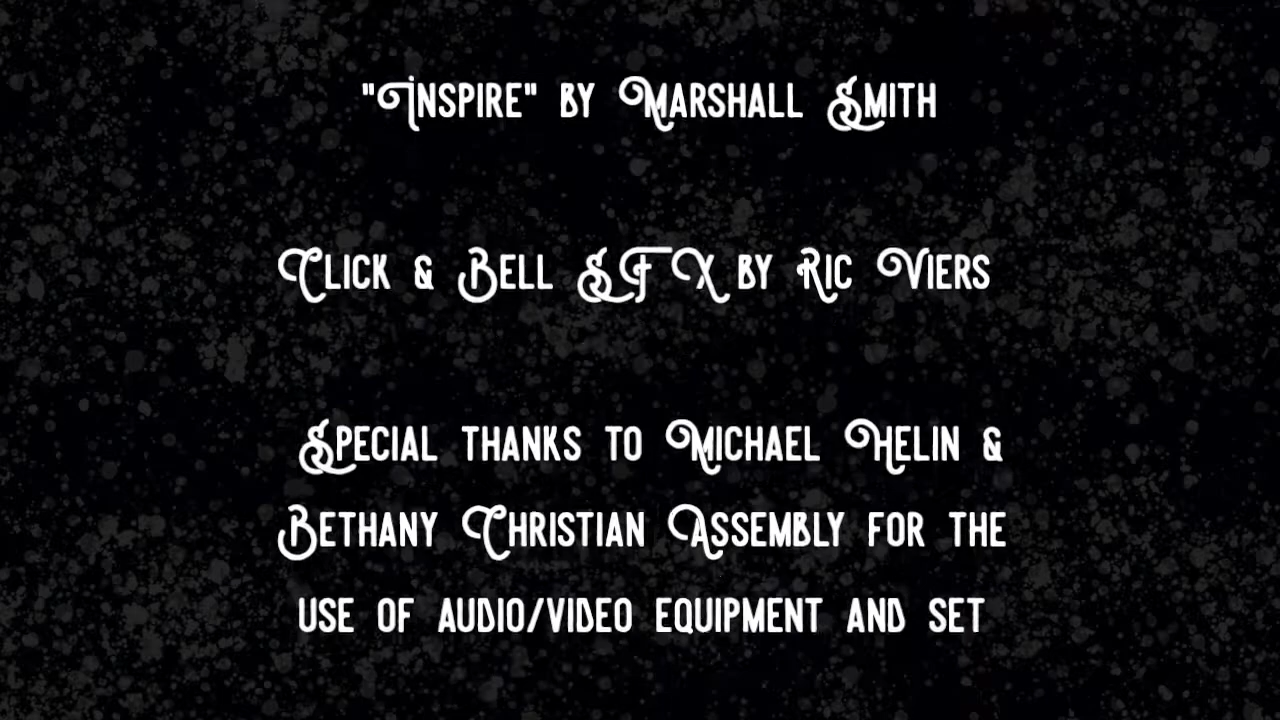 "Inspire" by Marshall Smith
Click & Bell SFX by Ric Viers
Special thanks to Michael Helin &
Bethany Christian Assembly for the
use of audio/video equipment and set